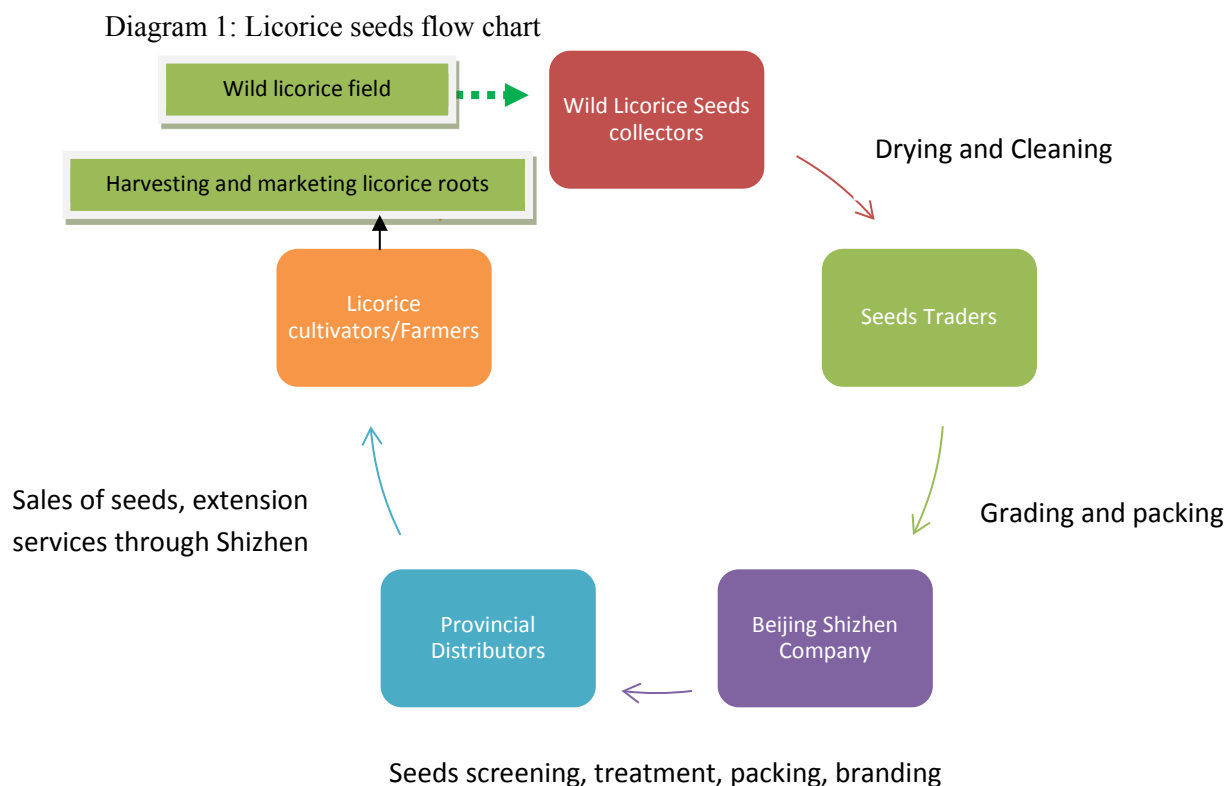 Diagram 1: Licorice seeds flow chart
Wild licorice field
Wild Licorice Seeds
collectors
Drying and Cleaning
Harvesting and marketing licorice roots
Licorice
cultivators/Farmers
Seeds Traders
Sales of seeds, extension
services through Shizhen
Grading and packing
Provincial
Distributors
Beijing Shizhen
Company
Seeds screening, treatment, packing, branding